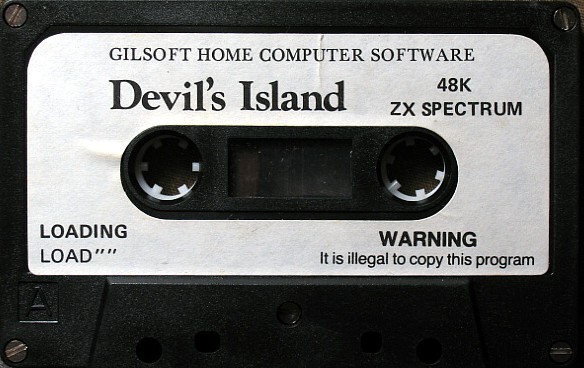 GILSOFT HOME COMPUTER SOFTWARE
Devil's Island
48K
ZX SPECTRUM
LOADING
LOAD""
WARNING
It is illegal to copy this program
A